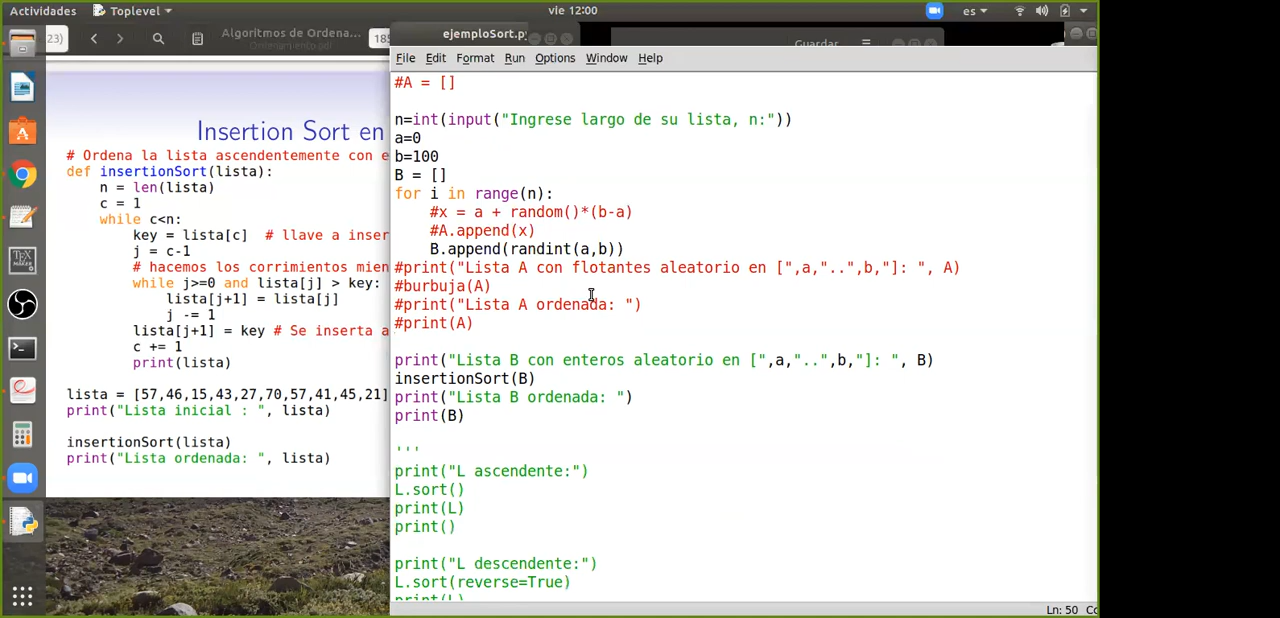 Actividades
Toplevel
vie 12:00
es
23)
Algoritmos de Ordena...
Ordenamiento.pdf
185
ejemploSort.py
Guardar
File Edit Format Run Options Window Help
Insertion Sort en
# Ordena la lista ascendentemente con e
def insertionSort(lista):
n = len(lista)
c = 1
while c<n:
key = lista[c] # llave a inser
j = c-1
# hacemos los corrimientos mien
while j>=0 and lista[j] > key:
lista[j+1] = lista[j]
j -= 1
lista[j+1] = key # Se inserta a
c += 1
print(lista)
lista = [57,46,15,43,27,70,57,41,45,21]
print("Lista inicial : ", lista)
insertionSort(lista)
print("Lista ordenada: ", lista)
#A = []
n=int(input("Ingrese largo de su lista, n:"))
a=0
b=100
B = []
for i in range(n):
#x = a + random()*(b-a)
#A.append(x)
B.append(randint(a,b))
#print("Lista A con flotantes aleatorio en [",a,"..",b,"]: ", A)
#burbuja(A)
#print("Lista A ordenada: ")
#print(A)
print("Lista B con enteros aleatorio en [",a,"..",b,"]: ", B)
insertionSort(B)
print("Lista B ordenada: ")
print(B)
'''
print("L ascendente:")
L.sort()
print(L)
print()
print("L descendente:")
L.sort(reverse=True)
print(L)
Ln: 50 Co